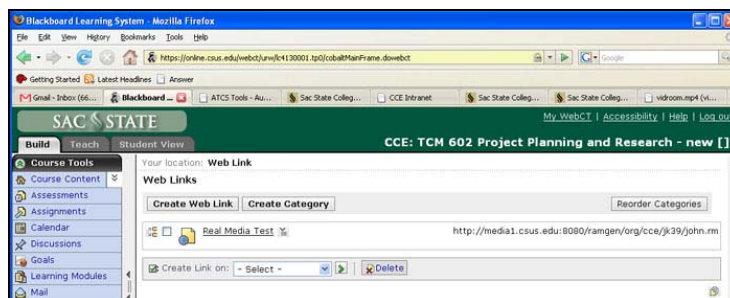 Blackboard Learning System - Mozilla Firefox
File Edit View History Bookmarks Tools Help
https://online.csus.edu/webct/urw/lc4130001.tp0/cobaltMainFrame.dowebct Google
Getting Started Latest Headlines Answer
Gmail - Inbox (66... Blackboard ... ATCS Tools - Au... Sac State Colleg... CCE Intranet Sac State Colleg... Sac State Colleg... vidroom.mp4 (vi...
SAC STATE
My WebCT | Accessibility | Help | Log ou
Build Teach Student View
CCE: TCM 602 Project Planning and Research - new []
Course Tools
Your location: Web Link
Course Content
Web Links
Assessments
Create Web Link Create Category Reorder Categories
Assignments
Calendar
Real Media Test http://media1.csus.edu:8080/ramgen/org/cce/jk39/john.rm
Discussions
Goals
Create Link on: - Select - Delete
Learning Modules
Mail